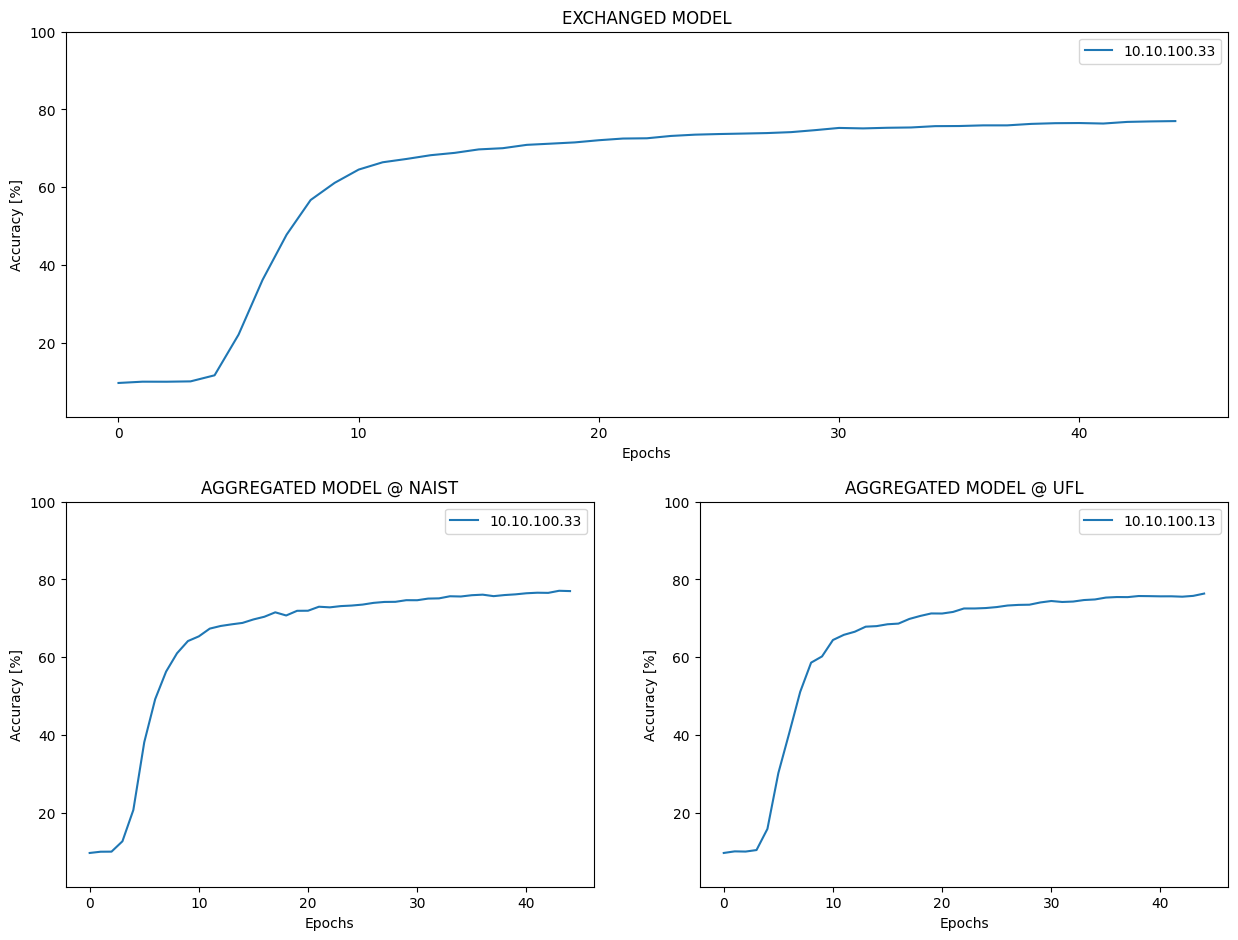 EXCHANGED MODEL
100
80
60
40
20
Accuracy [%]
10.10.100.33
0 10 20 30 40
Epochs
AGGREGATED MODEL @ NAIST
100
80
60
40
20
Accuracy [%]
10.10.100.33
0 10 20 30 40
Epochs
AGGREGATED MODEL @ UFL
100
80
60
40
20
Accuracy [%]
10.10.100.13
0 10 20 30 40
Epochs